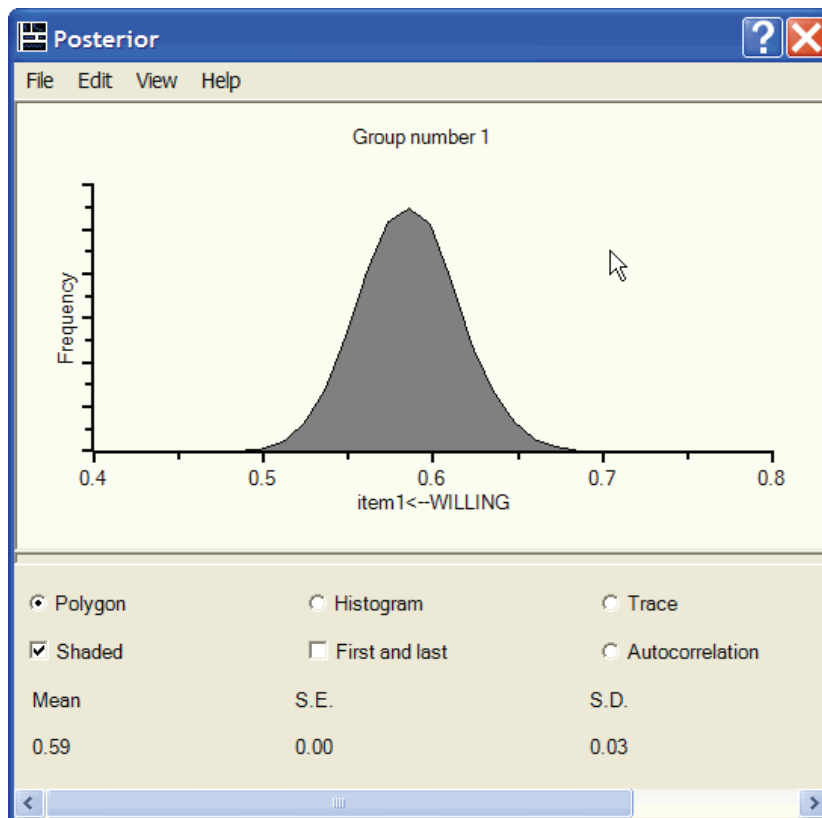 Posterior
File Edit View Help
Group number 1
Frequency
0.4 0.5 0.6 0.7 0.8
item1<--WILLING
Polygon Histogram Trace
Shaded First and last Autocorrelation
Mean S.E. S.D.
0.59 0.00 0.03